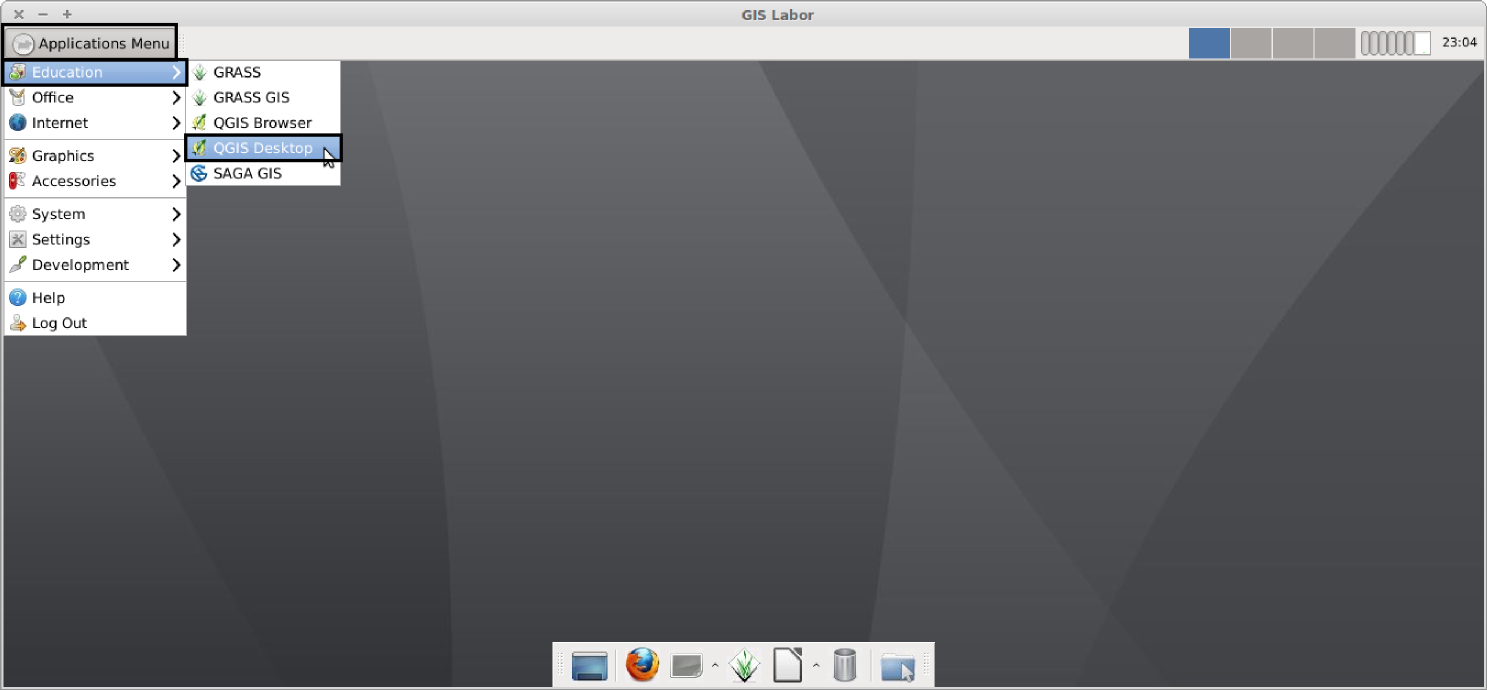 GIS Labor
Applications Menu
23:04
Education
Office
Internet
Graphics
Accessories
System
Settings
Development
Help
Log Out
GRASS
GRASS GIS
QGIS Browser
QGIS Desktop
SAGA GIS